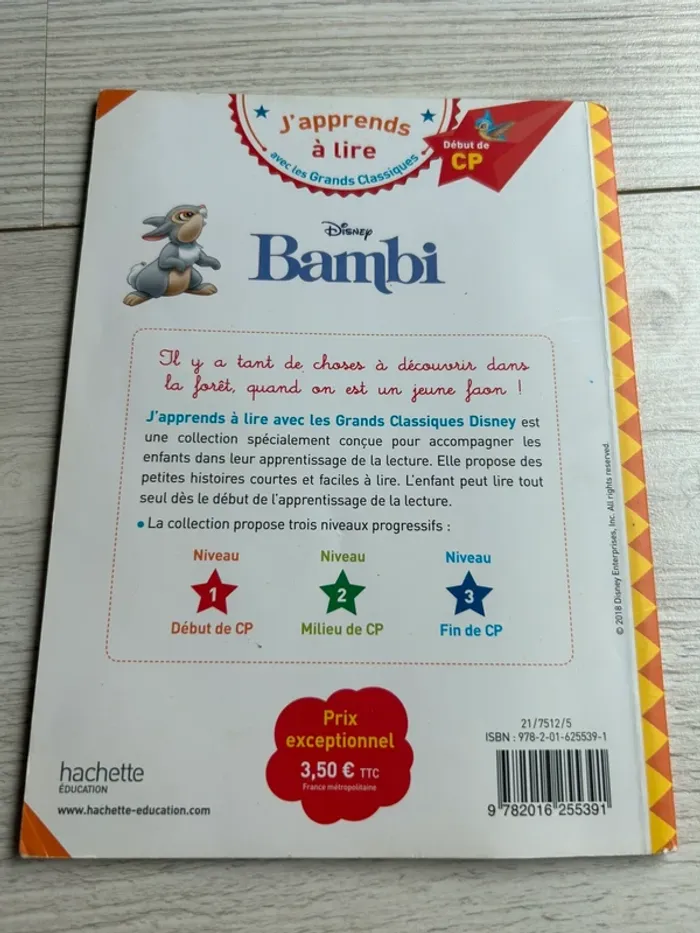 J'apprends
à lire
avec les Grands Classiques
Début de
CP
Disney
Bambi
Il y a tant de choses à découvrir dans
la forêt, quand on est un jeune faon !
J'apprends à lire avec les Grands Classiques Disney est
une collection spécialement conçue pour accompagner les
enfants dans leur apprentissage de la lecture. Elle propose des
petites histoires courtes et faciles à lire. L'enfant peut lire tout
seul dès le début de l'apprentissage de la lecture.
• La collection propose trois niveaux progressifs :
Niveau Niveau Niveau
1 2 3
Début de CP Milieu de CP Fin de CP
© 2018 Disney Enterprises, Inc. All rights reserved.
Prix
exceptionnel
3,50 € TTC
France métropolitaine
hachette
ÉDUCATION
www.hachette-education.com
21/7512/5
ISBN : 978-2-01-625539-1
9 782016 255391